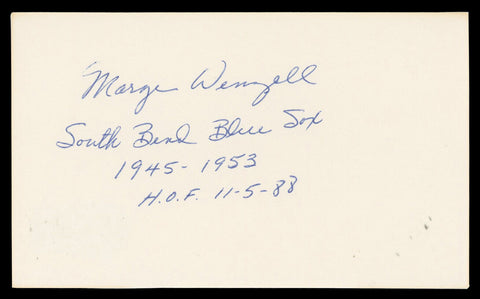 "Marge" Wenzell
South Bend Blue Sox
1945-1953
H.O.F. 11-5-88